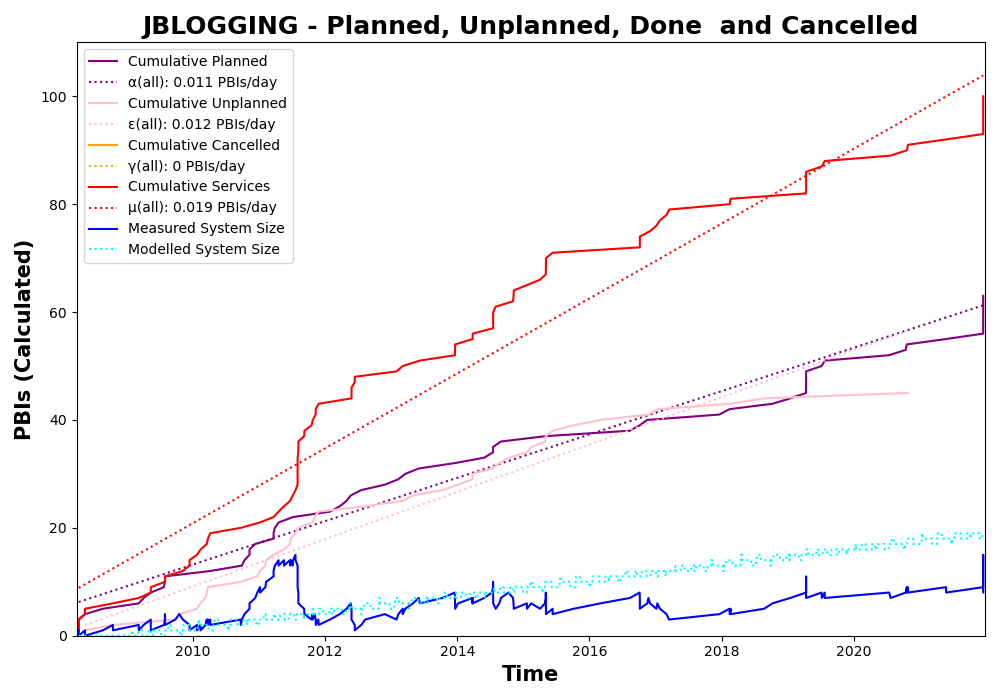 JBLOGGING - Planned, Unplanned, Done  and Cancelled
Cumulative Planned
α(all): 0.011 PBIs/day
Cumulative Unplanned
ε(all): 0.012 PBIs/day
Cumulative Cancelled
γ(all): 0 PBIs/day
Cumulative Services
μ(all): 0.019 PBIs/day
Measured System Size
Modelled System Size
PBIs (Calculated)
100
80
60
40
20
0
2010 2012 2014 2016 2018 2020
Time